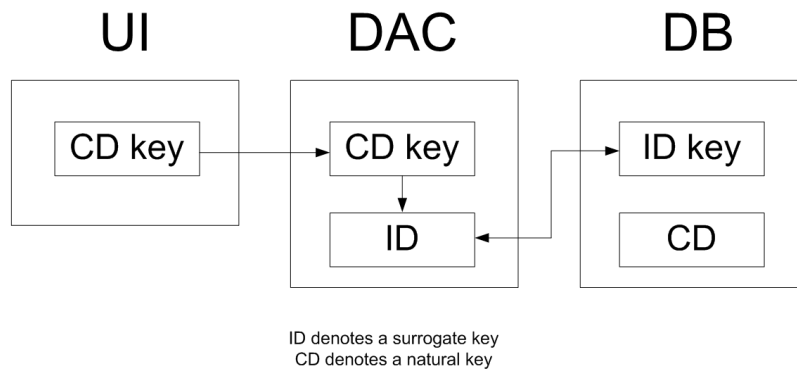 UI
DAC
DB
CD key
CD key
ID key
ID
CD
ID denotes a surrogate key
CD denotes a natural key